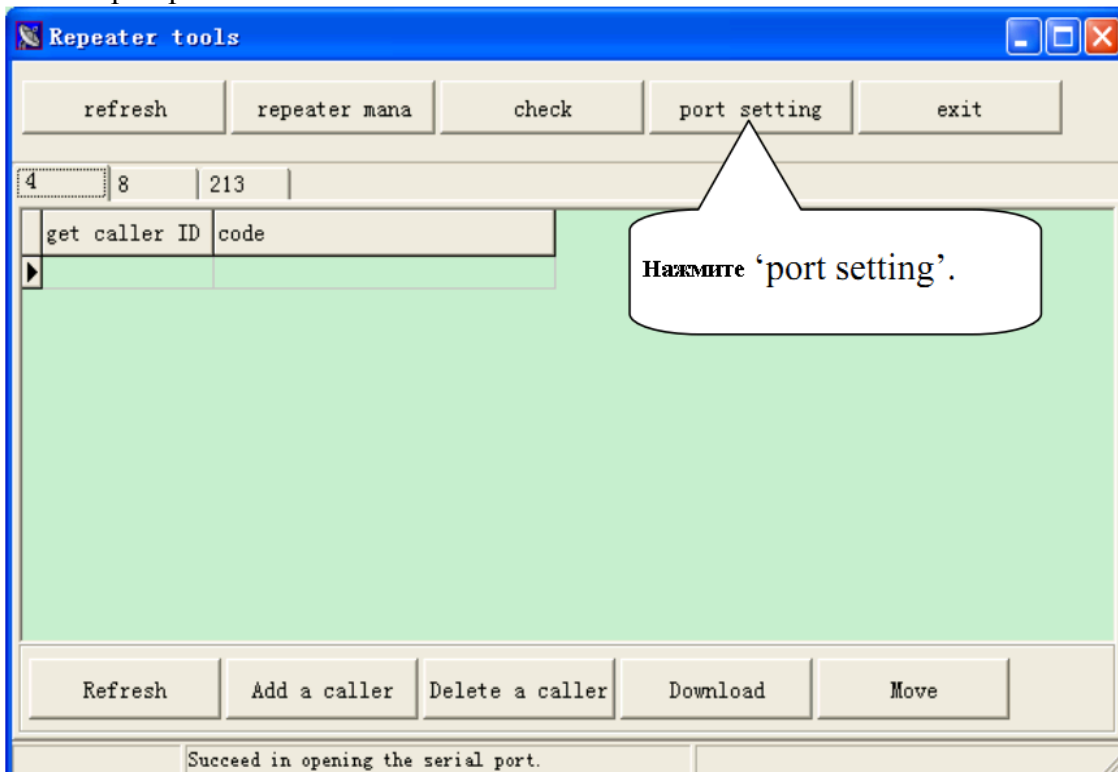 Repeater tools
refresh repeater mana check port setting exit
4 8 213
get caller ID code
Нажмите ‘port setting’.
Refresh Add a caller Delete a caller Download Move
Succeed in opening the serial port.